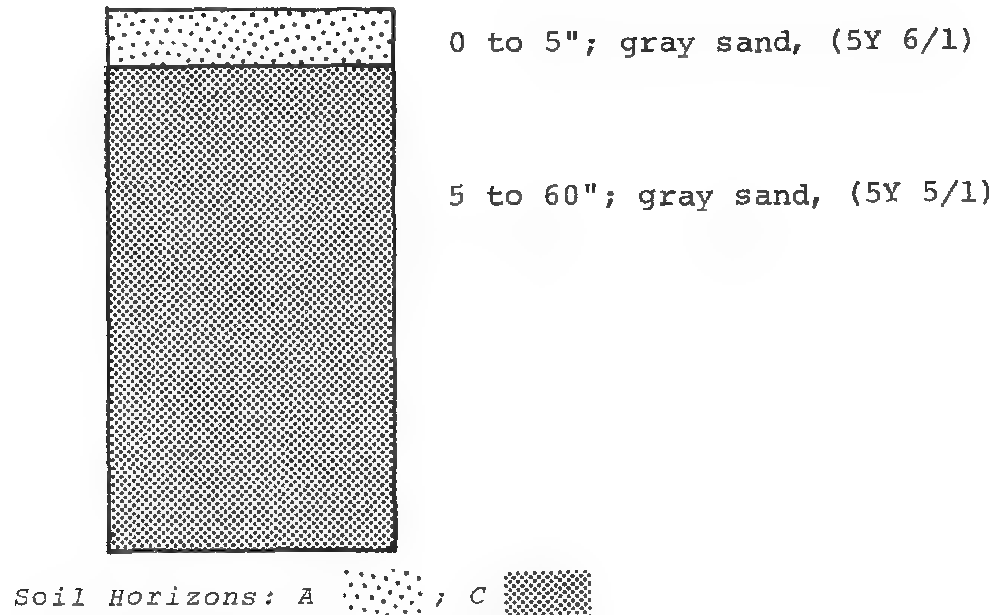 0 to 5"; gray sand, (5Y 6/1)
5 to 60"; gray sand, (5Y 5/1)
Soil Horizons: A ; C